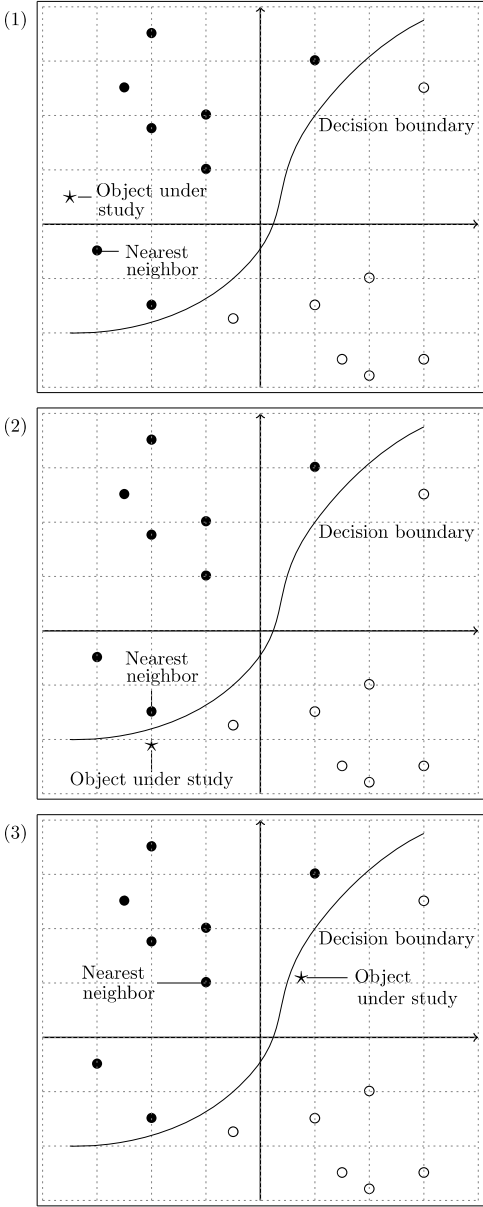 (1)
Decision boundary
Object under
study
Nearest
neighbor
(2)
Decision boundary
Nearest
neighbor
Object under study
(3)
Decision boundary
Nearest
neighbor
Object
under study